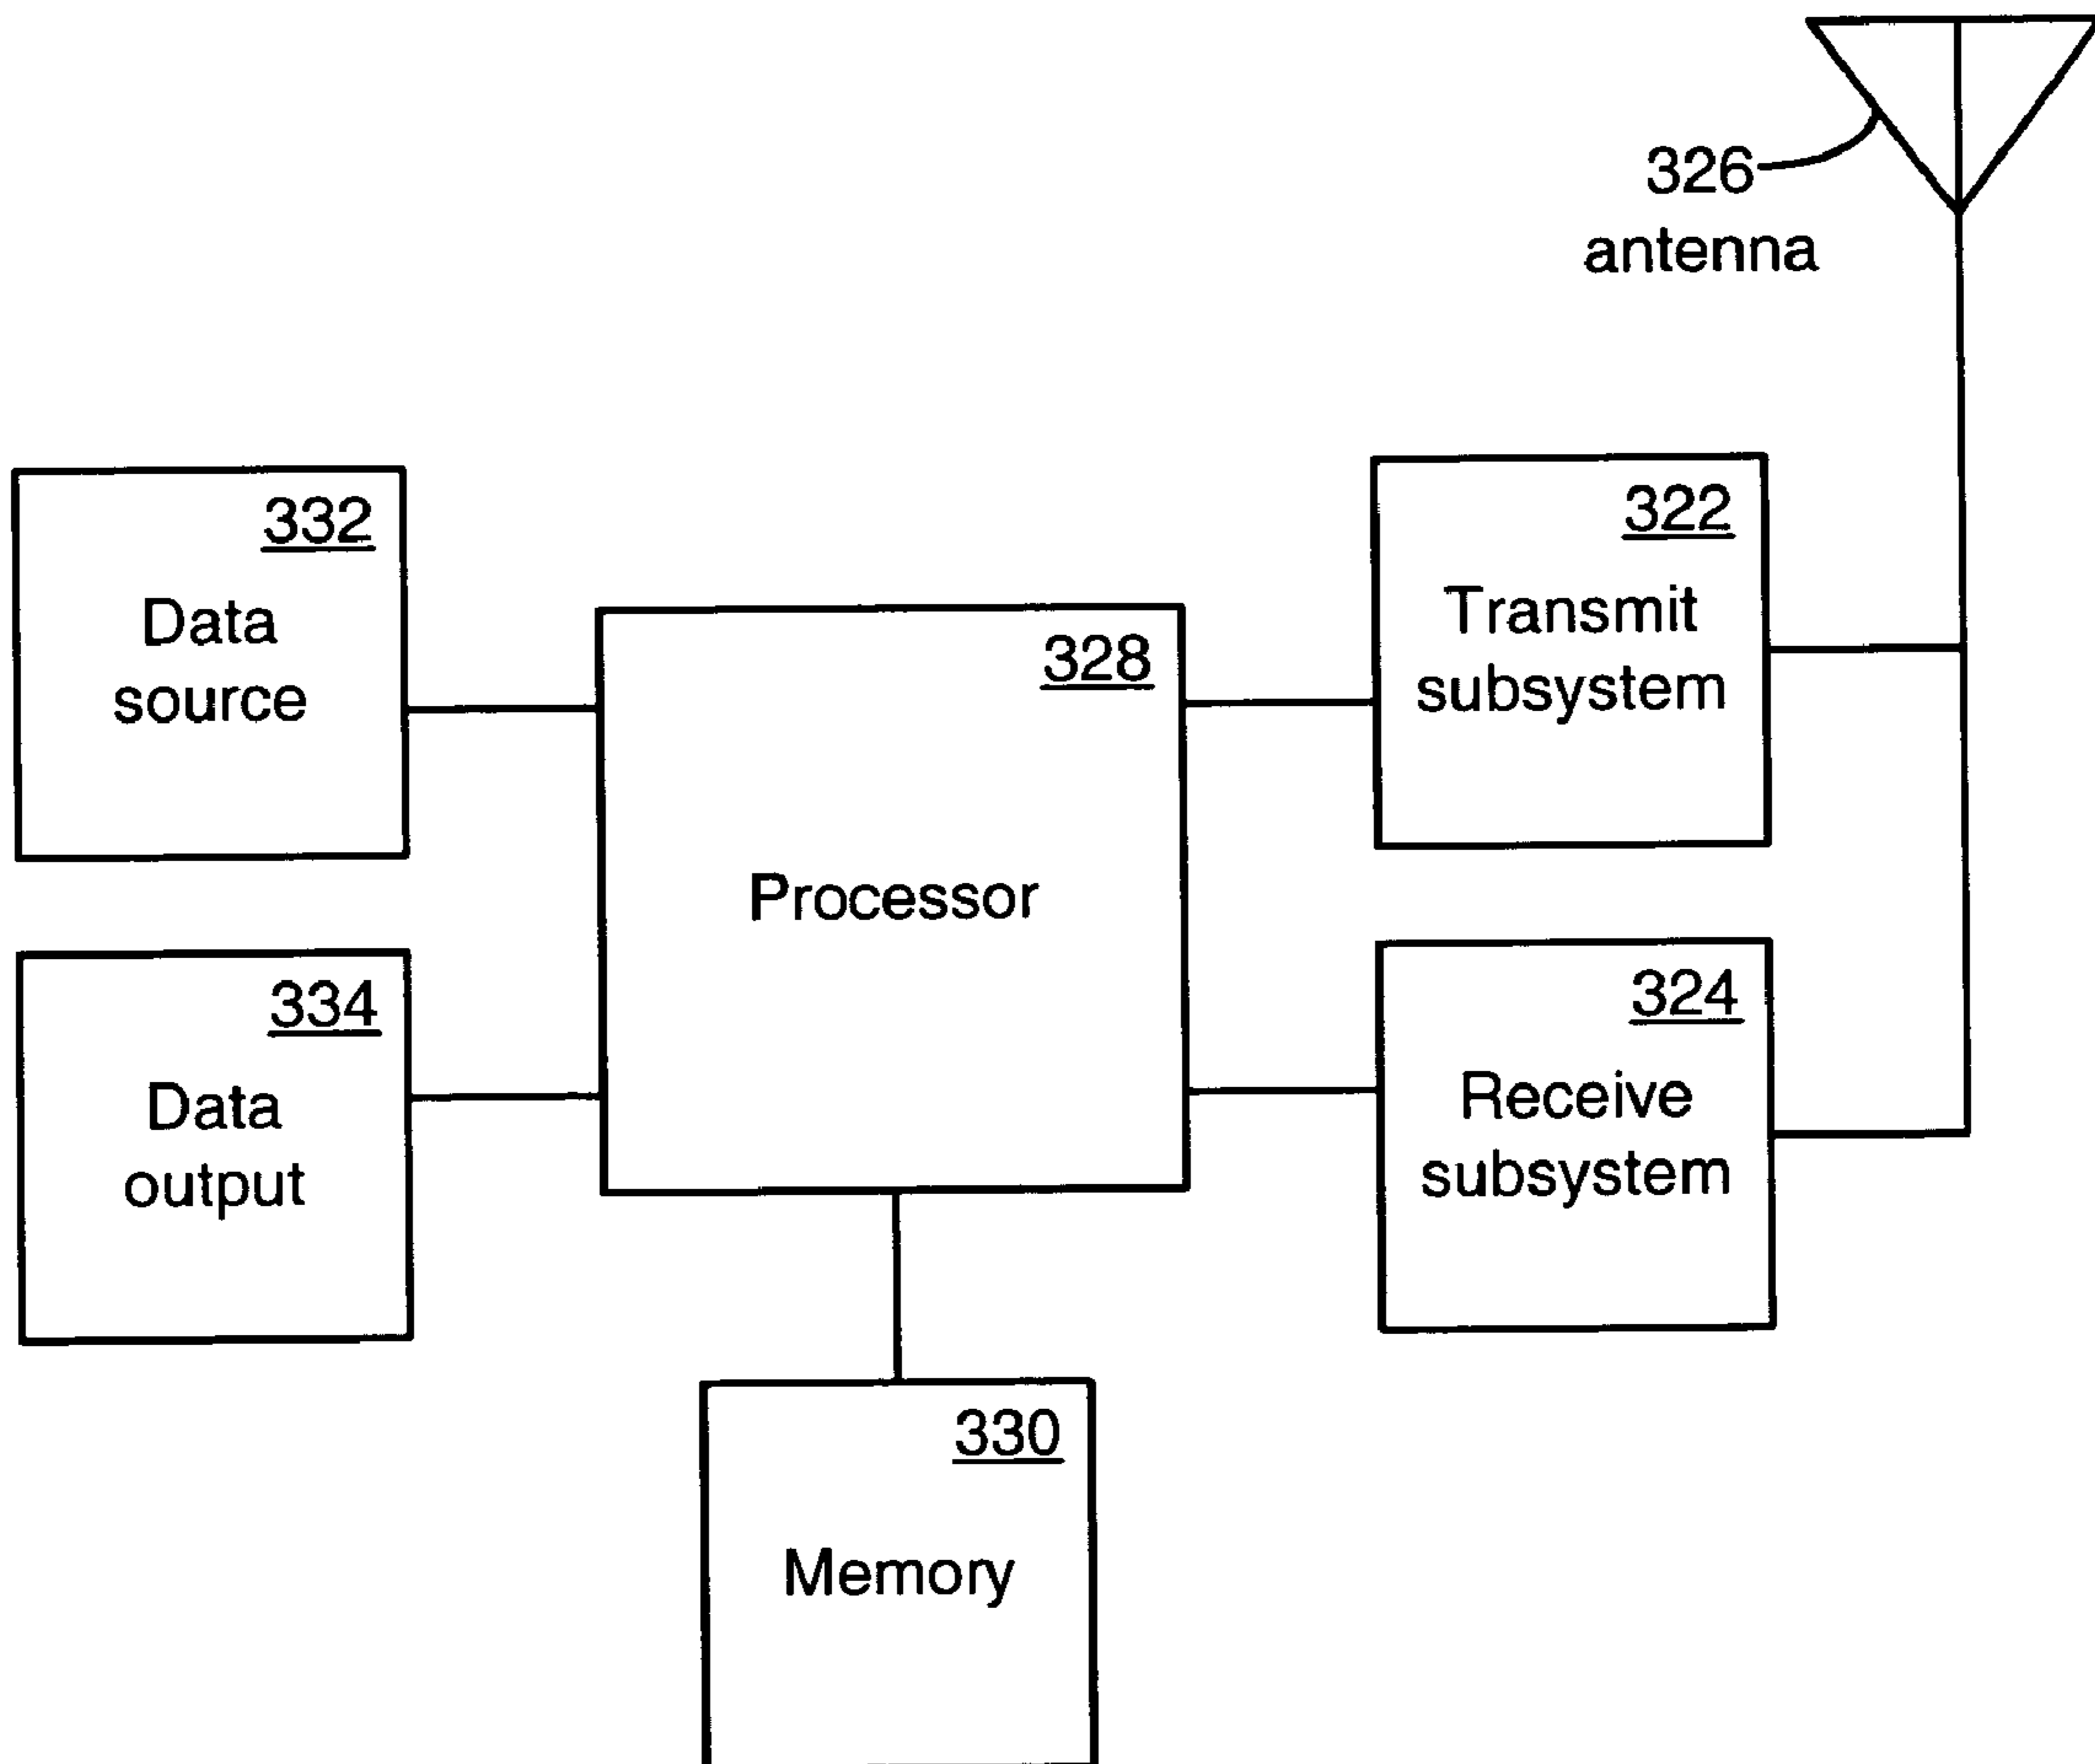 326
antenna
332
Data
source
328
Processor
322
Transmit
subsystem
334
Data
output
324
Receive
subsystem
330
Memory